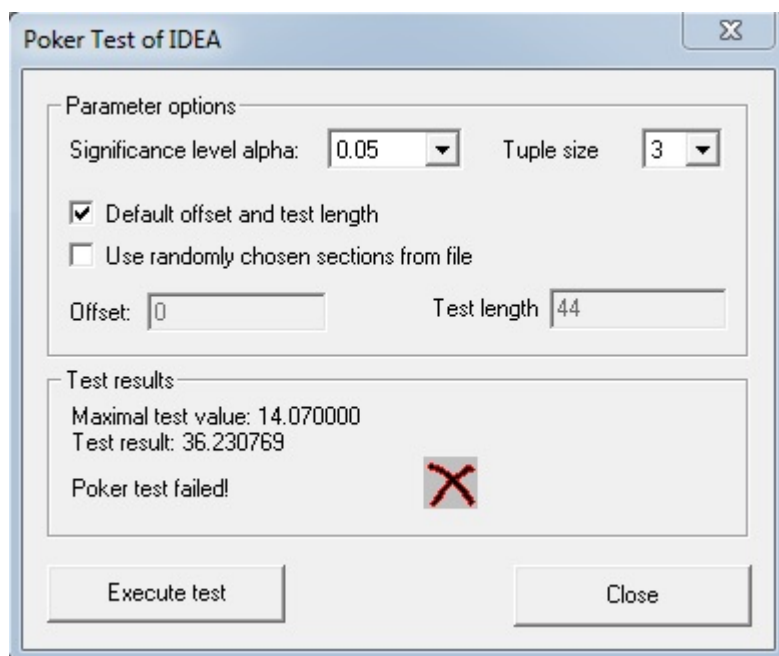 Poker Test of IDEA
Parameter options
Significance level alpha: 0.05 Tuple size 3
Default offset and test length
Use randomly chosen sections from file
Offset: 0 Test length 44
Test results
Maximal test value: 14.070000
Test result: 36.230769
Poker test failed!
Execute test Close